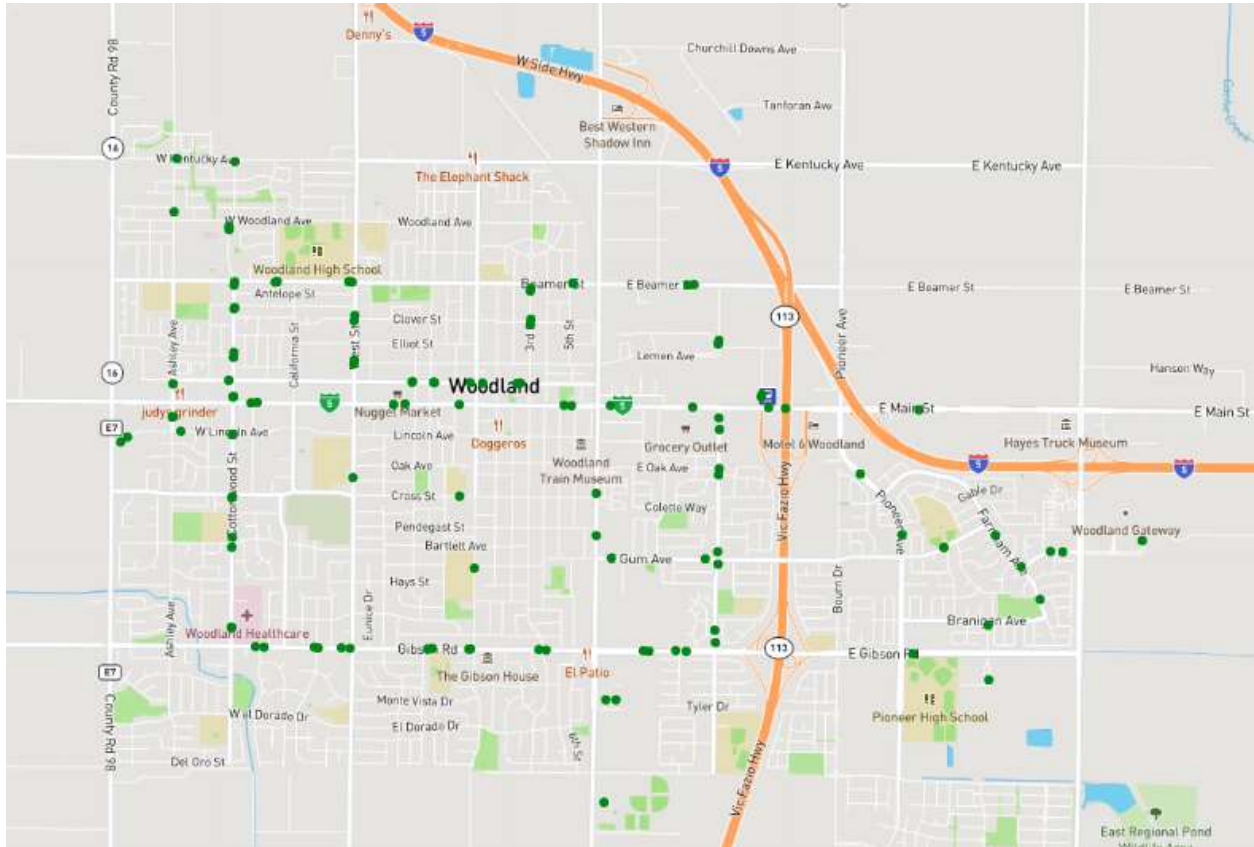 County Rd 98
Denny's
5
W Side Hwy
Churchill Downs Ave
Tanforan Ave
Best Western
Shadow Inn
16
W Kentucky Ave
The Elephant Shack
5
E Kentucky Ave
E Kentucky Ave
W Woodland Ave
Woodland Ave
Woodland High School
Antelope St
Beamer St
E Beamer
E Beamer St
E Beamer St
Clover St
113
Ashley Ave
California St
West St
Elliot St
3rd
5th St
Lemen Ave
Pioneer Ave
Hanson Way
16
Woodland
judys grinder
5
Nugget Market
5
E Main St
E Main St
E7
W Lincoln Ave
Lincoln Ave
Doggeros
Grocery Outlet
Motel 6 Woodland
Hayes Truck Museum
Cottonwood St
Oak Ave
Woodland
Train Museum
E Oak Ave
Vic Fazio Hwy
5
5
Cross St
Colette Way
Pioneer Ave
Gable Dr
Farnham Ave
Pendegast St
Woodland Gateway
Bartlett Ave
Gum Ave
Hays St
Bourn Dr
Ashley Ave
Eunice Dr
Woodland Healthcare
Branigan Ave
Gibson Rd
113
E Gibson Rd
E7
The Gibson House
El Patio
County Rd 98
Monte Vista Dr
Tyler Dr
W El Dorado Dr
El Dorado Dr
Pioneer High School
6th St
Del Oro St
Vic Fazio Hwy
East Regional Pond
Wildlife Area